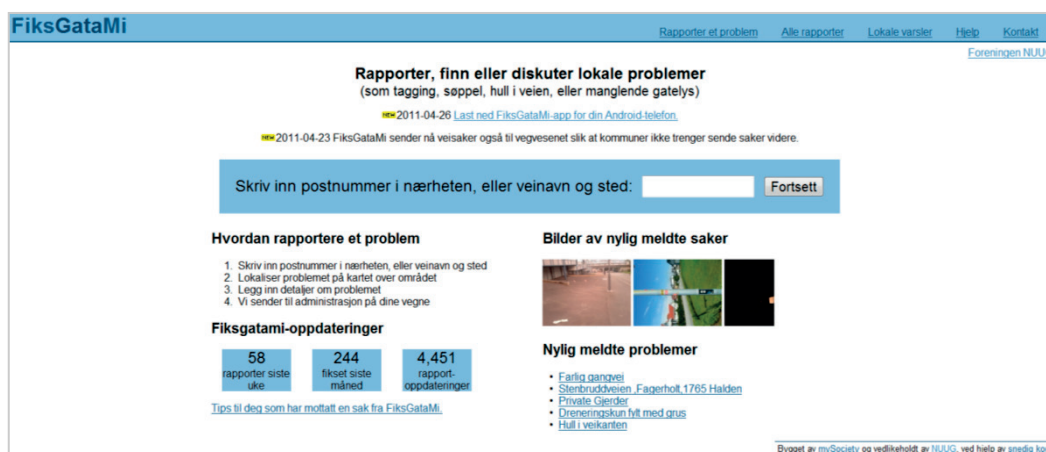 FiksGataMi
Rapporter et problem Alle rapporter Lokale varsler Hjelp Kontakt
Foreningen NUUG
Rapporter, finn eller diskuter lokale problemer
(som tagging, søppel, hull i veien, eller manglende gatelys)
NEW 2011-04-26 Last ned FiksGataMi-app for din Android-telefon.
NEW 2011-04-23 FiksGataMi sender nå veisaker også til vegvesenet slik at kommuner ikke trenger sende saker videre.
Skriv inn postnummer i nærheten, eller veinavn og sted: Fortsett
Hvordan rapportere et problem
1. Skriv inn postnummer i nærheten, eller veinavn og sted
2. Lokaliser problemet på kartet over området
3. Legg inn detaljer om problemet
4. Vi sender til administrasjon på dine vegne
Fiksgatami-oppdateringer
58
rapporter siste
uke
244
fikset siste
måned
4,451
rapport-
oppdateringer
Tips til deg som har mottatt en sak fra FiksGataMi.
Bilder av nylig meldte saker
Nylig meldte problemer
• Farlig gangvei
• Stenbruddveien ,Fagerholt,1765 Halden
• Private Gjerder
• Dreneringskun fylt med grus
• Hull i veikanten
Bygget av mySociety og vedlikeholdt av NUUG, ved hjelp av snedig ko